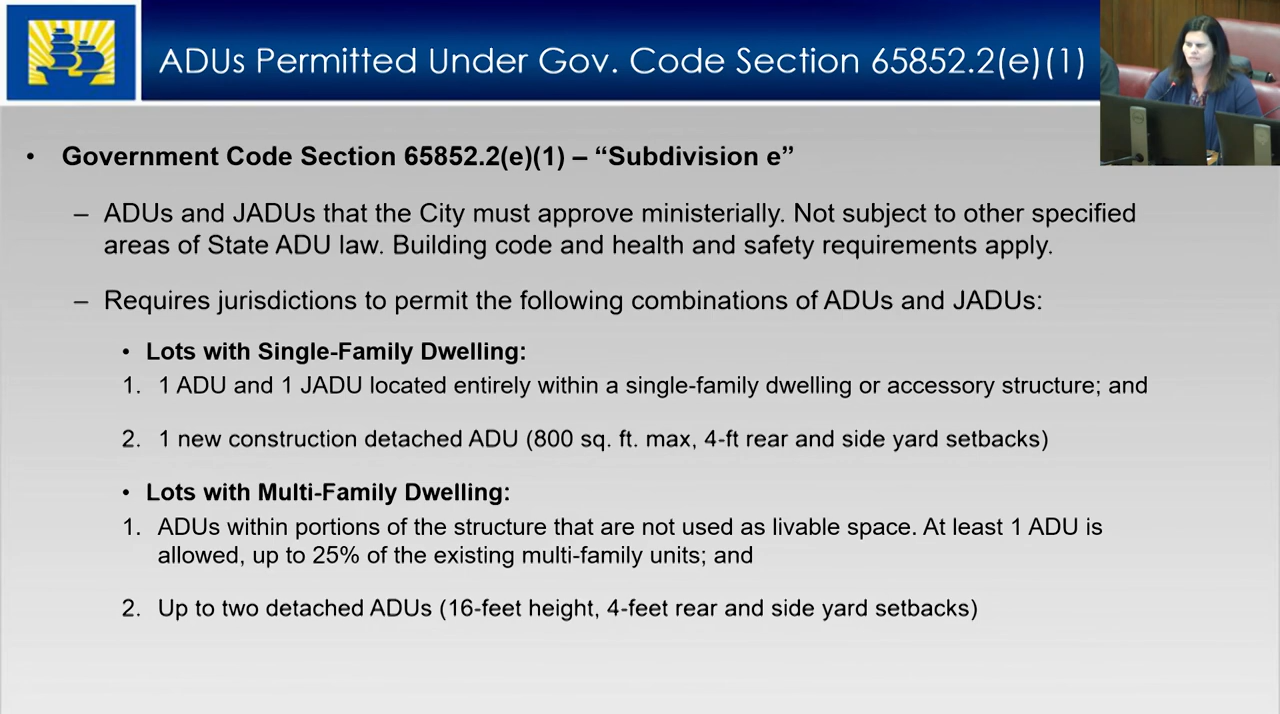 ADUs Permitted Under Gov. Code Section 65852.2(e)(1)
• Government Code Section 65852.2(e)(1) – “Subdivision e”
– ADUs and JADUs that the City must approve ministerially. Not subject to other specified
areas of State ADU law. Building code and health and safety requirements apply.
– Requires jurisdictions to permit the following combinations of ADUs and JADUs:
• Lots with Single-Family Dwelling:
1. 1 ADU and 1 JADU located entirely within a single-family dwelling or accessory structure; and
2. 1 new construction detached ADU (800 sq. ft. max, 4-ft rear and side yard setbacks)
• Lots with Multi-Family Dwelling:
1. ADUs within portions of the structure that are not used as livable space. At least 1 ADU is
allowed, up to 25% of the existing multi-family units; and
2. Up to two detached ADUs (16-feet height, 4-feet rear and side yard setbacks)